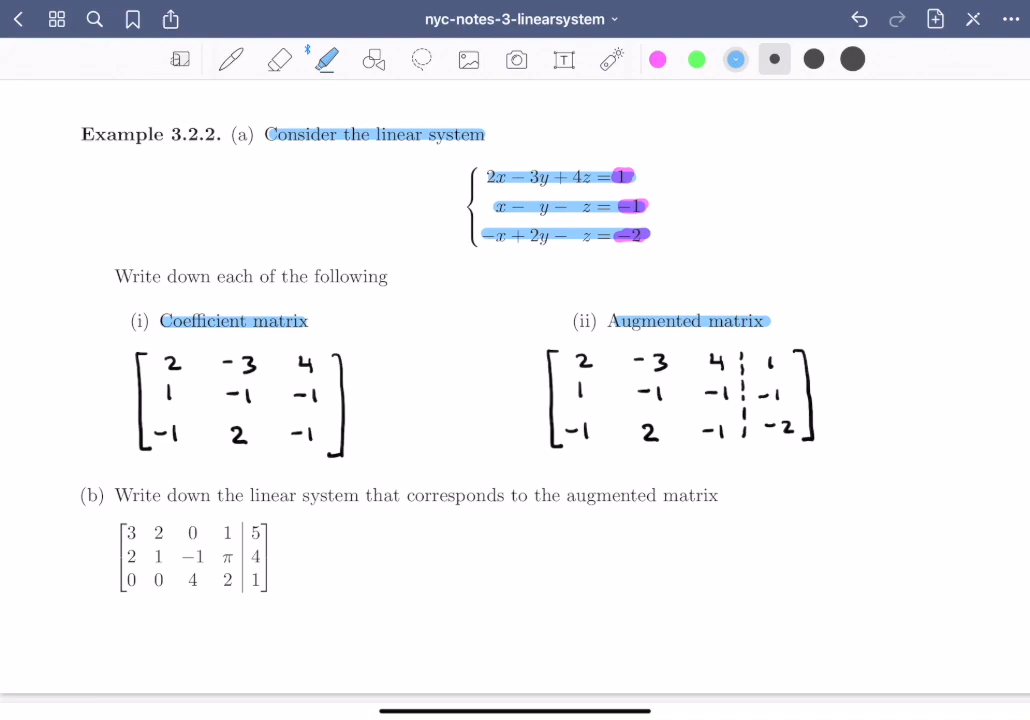 nyc-notes-3-linearsystem
Example 3.2.2. (a) Consider the linear system
2x − 3y + 4z = 1
x − y − z = −1
−x + 2y − z = −2
Write down each of the following
(i) Coefficient matrix (ii) Augmented matrix
2 -3 4 2 -3 4 1
1 -1 -1 1 -1 -1 -1
-1 2 -1 -1 2 -1 -2
(b) Write down the linear system that corresponds to the augmented matrix
3 2 0 1 5
2 1 −1 π 4
0 0 4 2 1